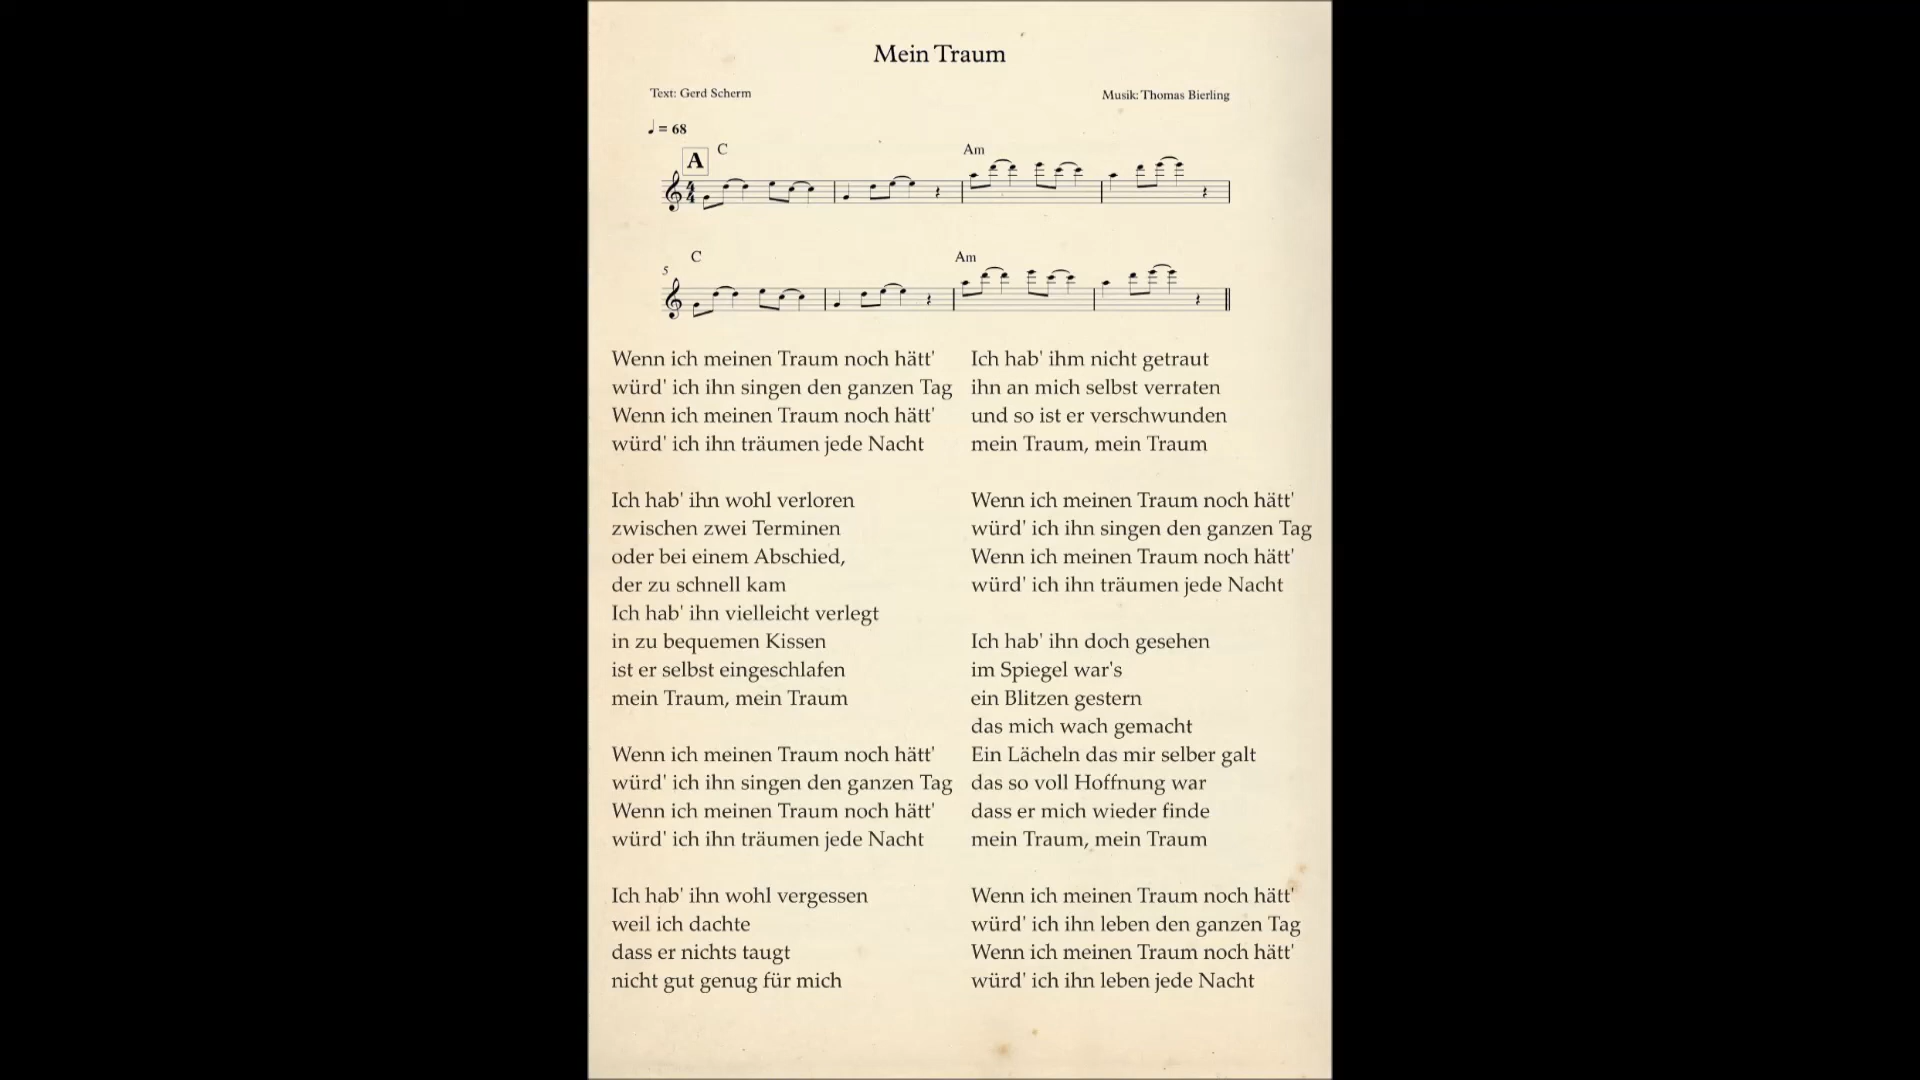 Mein Traum
Text: Gerd Scherm
Musik: Thomas Bierling
♩ = 68
A
C
Am
5
C
Am
Wenn ich meinen Traum noch hätt'
würd' ich ihn singen den ganzen Tag
Wenn ich meinen Traum noch hätt'
würd' ich ihn träumen jede Nacht
Ich hab' ihn wohl verloren
zwischen zwei Terminen
oder bei einem Abschied,
der zu schnell kam
Ich hab' ihn vielleicht verlegt
in zu bequemen Kissen
ist er selbst eingeschlafen
mein Traum, mein Traum
Wenn ich meinen Traum noch hätt'
würd' ich ihn singen den ganzen Tag
Wenn ich meinen Traum noch hätt'
würd' ich ihn träumen jede Nacht
Ich hab' ihn wohl vergessen
weil ich dachte
dass er nichts taugt
nicht gut genug für mich
Ich hab' ihm nicht getraut
ihn an mich selbst verraten
und so ist er verschwunden
mein Traum, mein Traum
Wenn ich meinen Traum noch hätt'
würd' ich ihn singen den ganzen Tag
Wenn ich meinen Traum noch hätt'
würd' ich ihn träumen jede Nacht
Ich hab' ihn doch gesehen
im Spiegel war's
ein Blitzen gestern
das mich wach gemacht
Ein Lächeln das mir selber galt
das so voll Hoffnung war
dass er mich wieder finde
mein Traum, mein Traum
Wenn ich meinen Traum noch hätt'
würd' ich ihn leben den ganzen Tag
Wenn ich meinen Traum noch hätt'
würd' ich ihn leben jede Nacht